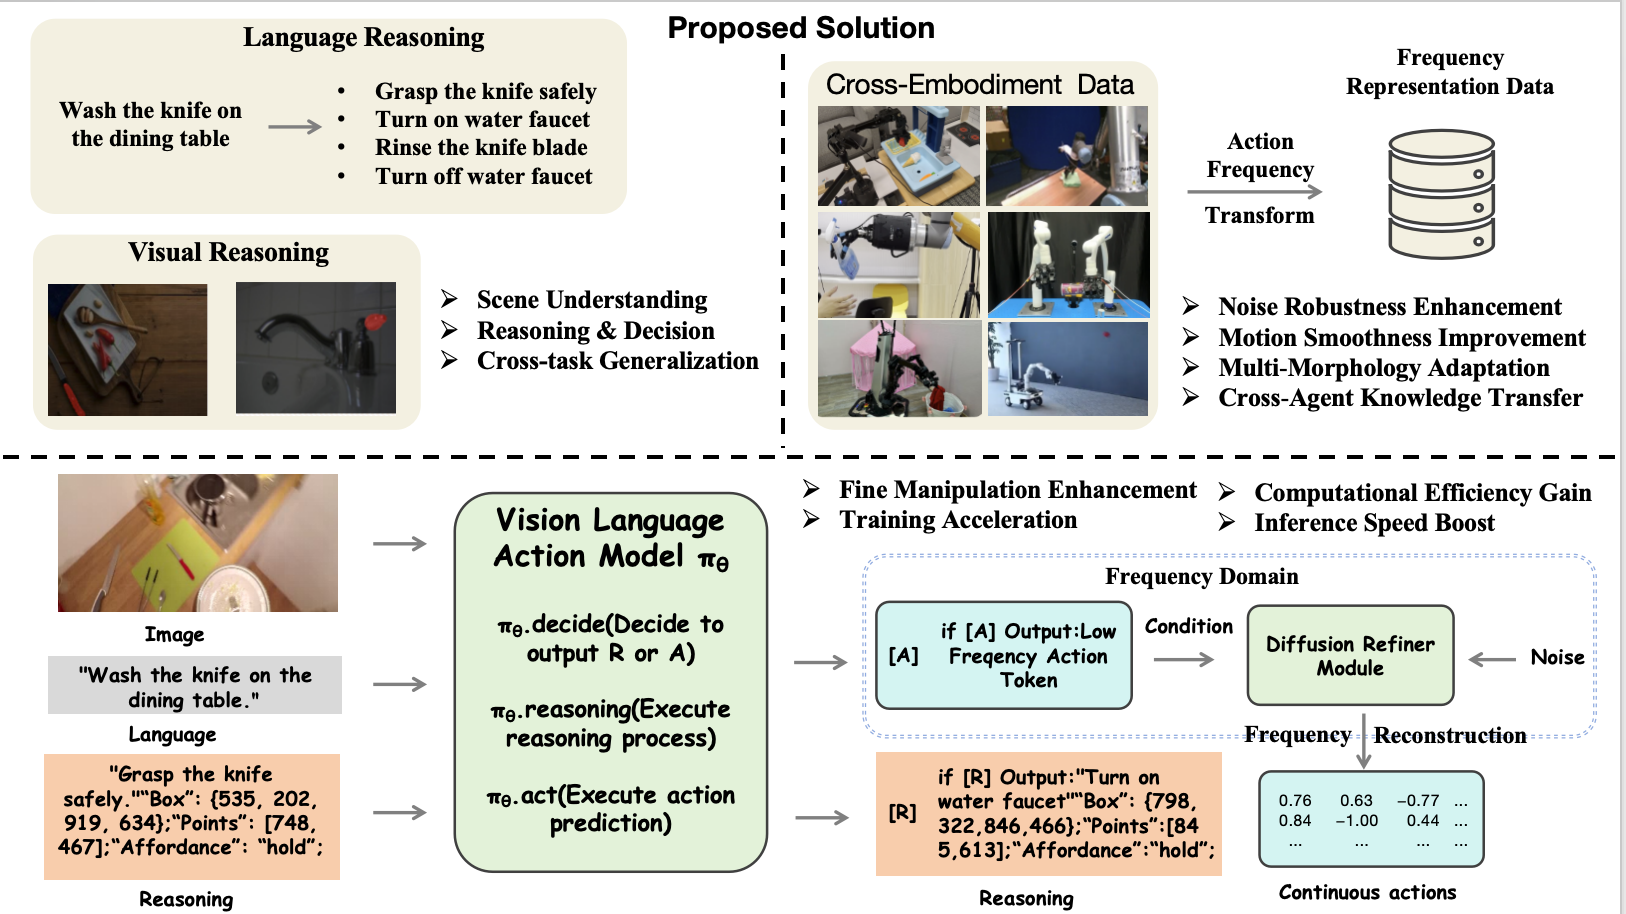 Proposed Solution
Language Reasoning
Wash the knife on
the dining table
• Grasp the knife safely
• Turn on water faucet
• Rinse the knife blade
• Turn off water faucet
Visual Reasoning
➢ Scene Understanding
➢ Reasoning & Decision
➢ Cross-task Generalization
Cross-Embodiment Data
Action
Frequency
Transform
Frequency
Representation Data
➢ Noise Robustness Enhancement
➢ Motion Smoothness Improvement
➢ Multi-Morphology Adaptation
➢ Cross-Agent Knowledge Transfer
Image
"Wash the knife on the
dining table."
Language
"Grasp the knife
safely."“Box”: {535, 202,
919, 634};“Points”: [748,
467];“Affordance”: “hold”;
Reasoning
Vision Language
Action Model πθ
πθ.decide(Decide to
output R or A)
πθ.reasoning(Execute
reasoning process)
πθ.act(Execute action
prediction)
➢ Fine Manipulation Enhancement
➢ Training Acceleration
➢ Computational Efficiency Gain
➢ Inference Speed Boost
Frequency Domain
[A]
if [A] Output:Low
Freqency Action
Token
Condition
Diffusion Refiner
Module
Noise
Frequency Reconstruction
[R]
if [R] Output:"Turn on
water faucet"“Box”: {798,
322,846,466};“Points”:[84
5,613];“Affordance”:“hold”;
Reasoning
0.76 0.63 −0.77 ...
0.84 −1.00 0.44 ...
... ... ... ...
Continuous actions